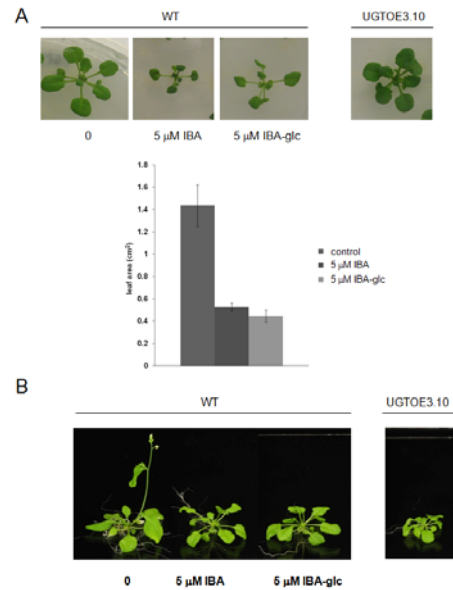 A
WT UGTOE3.10
0 5 μM IBA 5 μM IBA-glc
1.8
1.6
1.4
1.2
1
0.8
0.6
0.4
0.2
0
leaf area (cm²)
control
5 μM IBA
5 μM IBA-glc
B
WT UGTOE3.10
0 5 μM IBA 5 μM IBA-glc